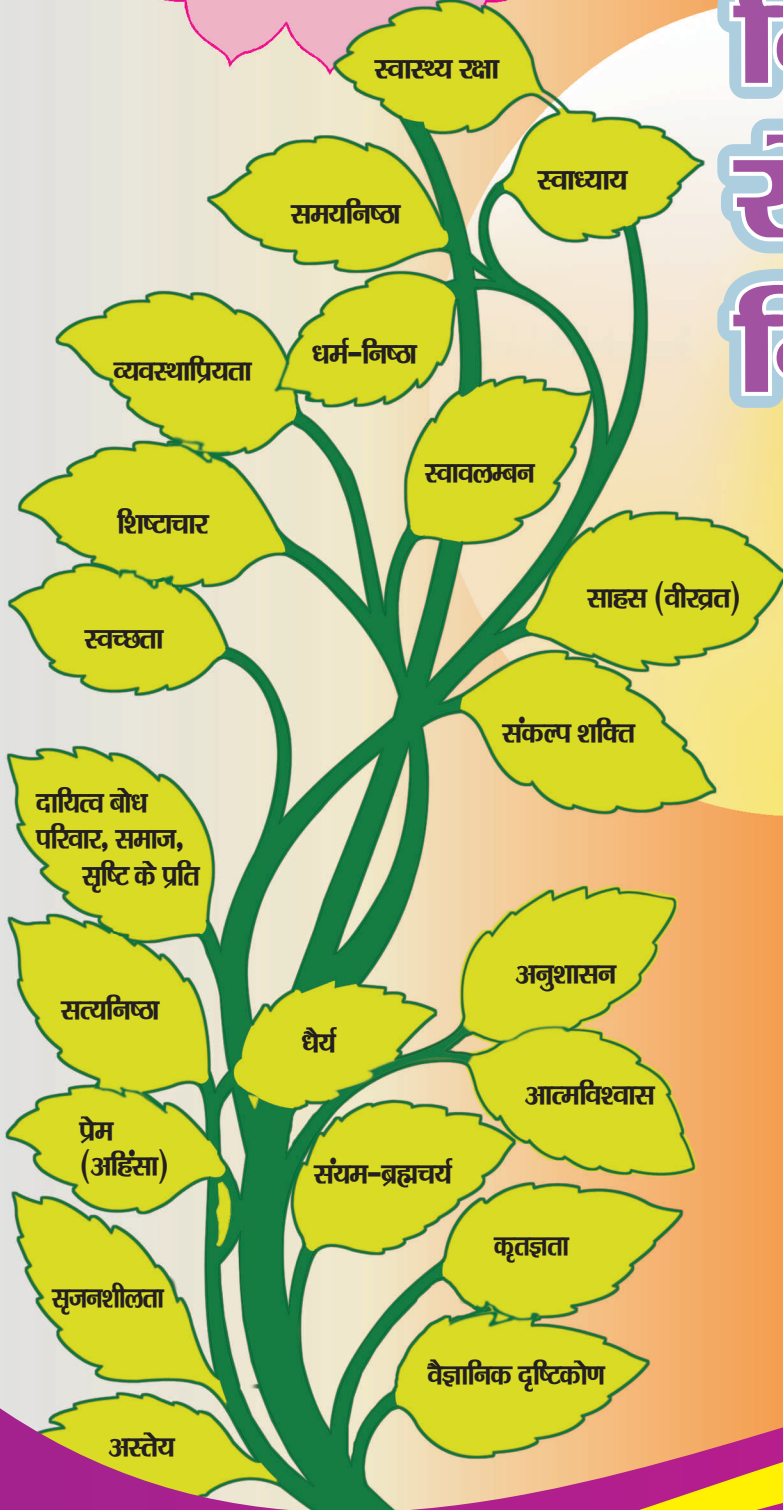 स्वास्थ्य रक्षा
स्वाध्याय
समयनिष्ठा
धर्म-निष्ठा
व्यवस्थाप्रियता
स्वावलम्बन
शिष्टाचार
साहस (वीरव्रत)
स्वच्छता
संकल्प शक्ति
दायित्व बोध
परिवार, समाज,
सृष्टि के प्रति
अनुशासन
सत्यनिष्ठा
धैर्य
आत्मविश्वास
प्रेम
(अहिंसा)
संयम-ब्रह्मचर्य
कृतज्ञता
सृजनशीलता
वैज्ञानिक दृष्टिकोण
अस्तेय